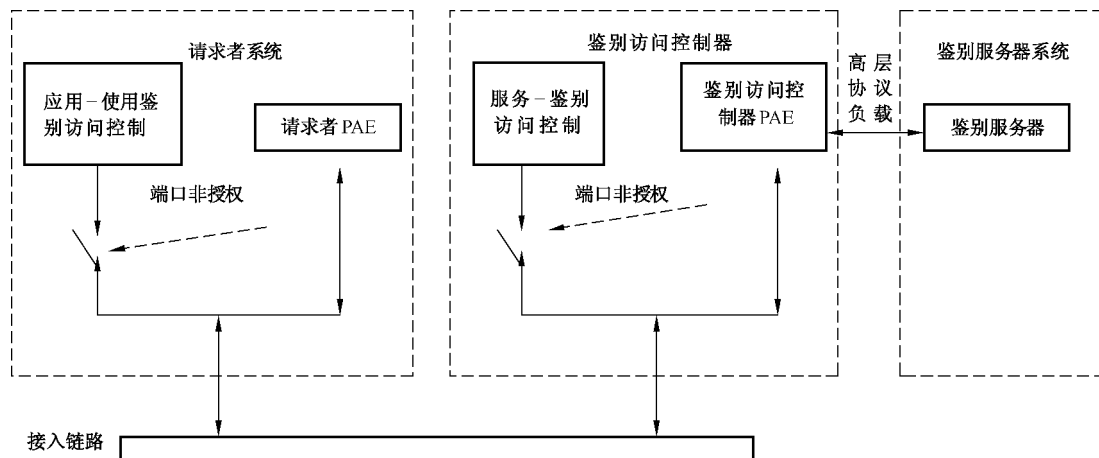 请求者系统
应用-使用鉴
别访问控制
请求者 PAE
端口非授权
鉴别访问控制器
服务-鉴别
访问控制
鉴别访问控
制器PAE
端口非授权
高层
协议
负载
鉴别服务器系统
鉴别服务器
接入链路